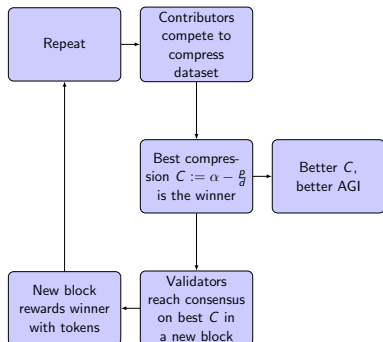 Repeat
Contributors
compete to
compress
dataset
Best compres-
sion C := α − p/d
is the winner
Better C,
better AGI
New block
rewards winner
with tokens
Validators
reach consensus
on best C in
a new block